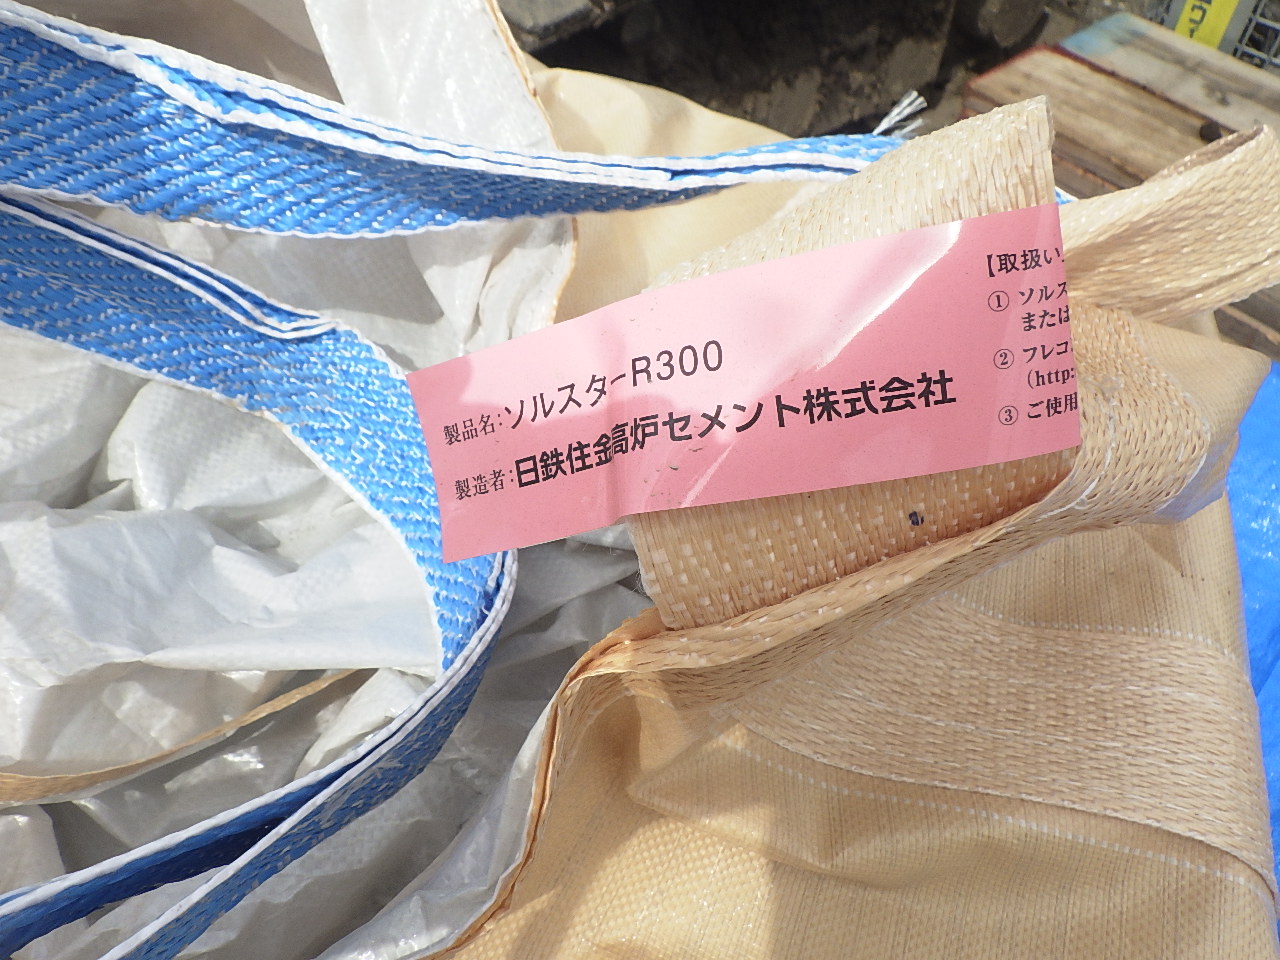 製品名:ソルスターR300
製造者:日鉄住金高炉セメント株式会社
【取扱い
① ソルス
または
② フレコ
(http:
③ ご使用